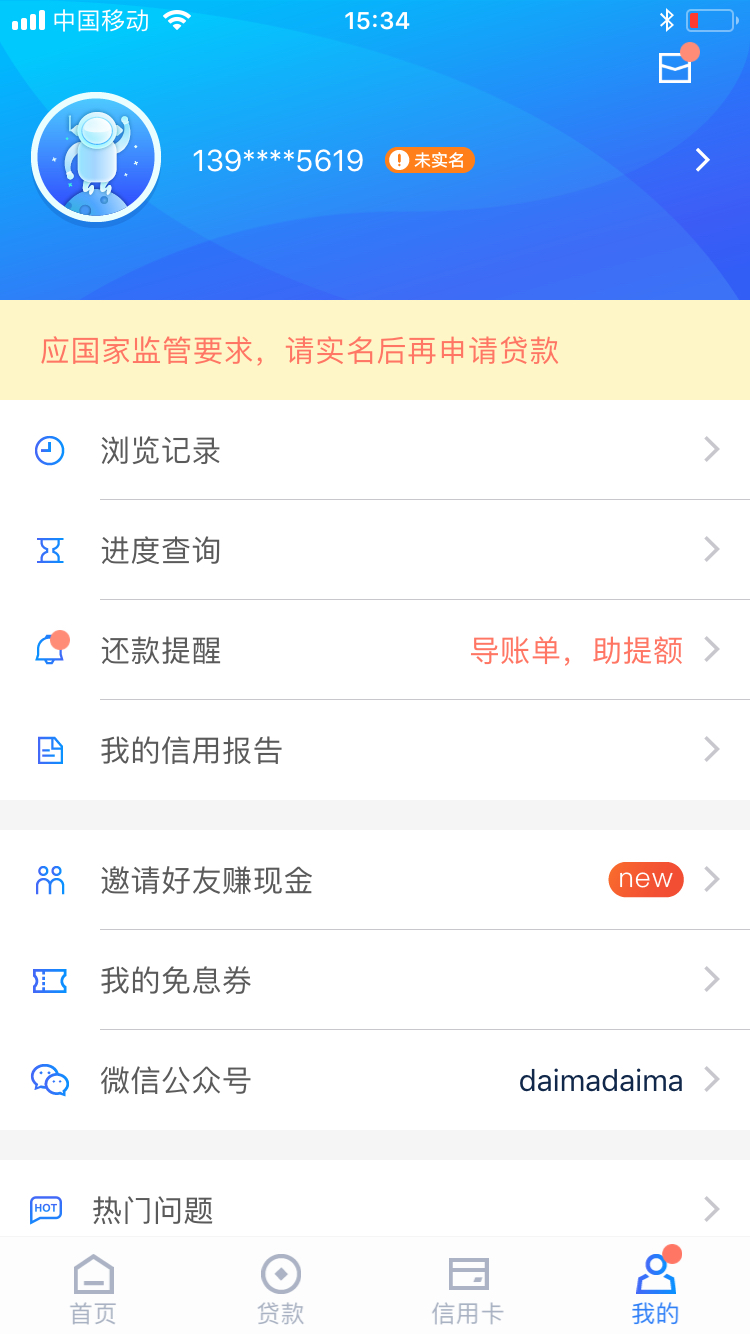 中国移动 15:34
139****5619 未实名
应国家监管要求，请实名后再申请贷款
浏览记录
进度查询
还款提醒 导账单，助提额
我的信用报告
邀请好友赚现金 new
我的免息券
微信公众号 daimadaima
HOT 热门问题
首页 贷款 信用卡 我的